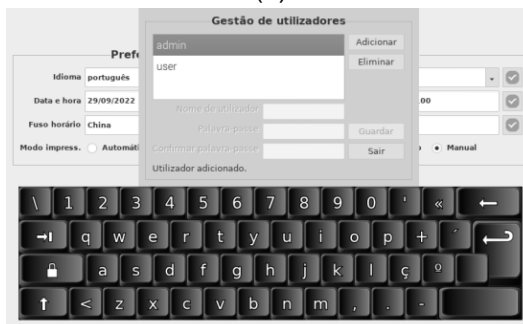 Gestão de utilizadores
admin
Adicionar
user
Eliminar
Nome de utilizador
Palavra-passe
Guardar
Confirmar palavra-passe
Sair
Utilizador adicionado.
Prefe
Idioma português
Data e hora 29/09/2022 :00
Fuso horário China
Modo impress. Automáti Manual
\ 1 2 3 4 5 6 7 8 9 0 ' «
q w e r t y u i o p + ´
a s d f g h j k l ç º
< z x c v b n m , . -